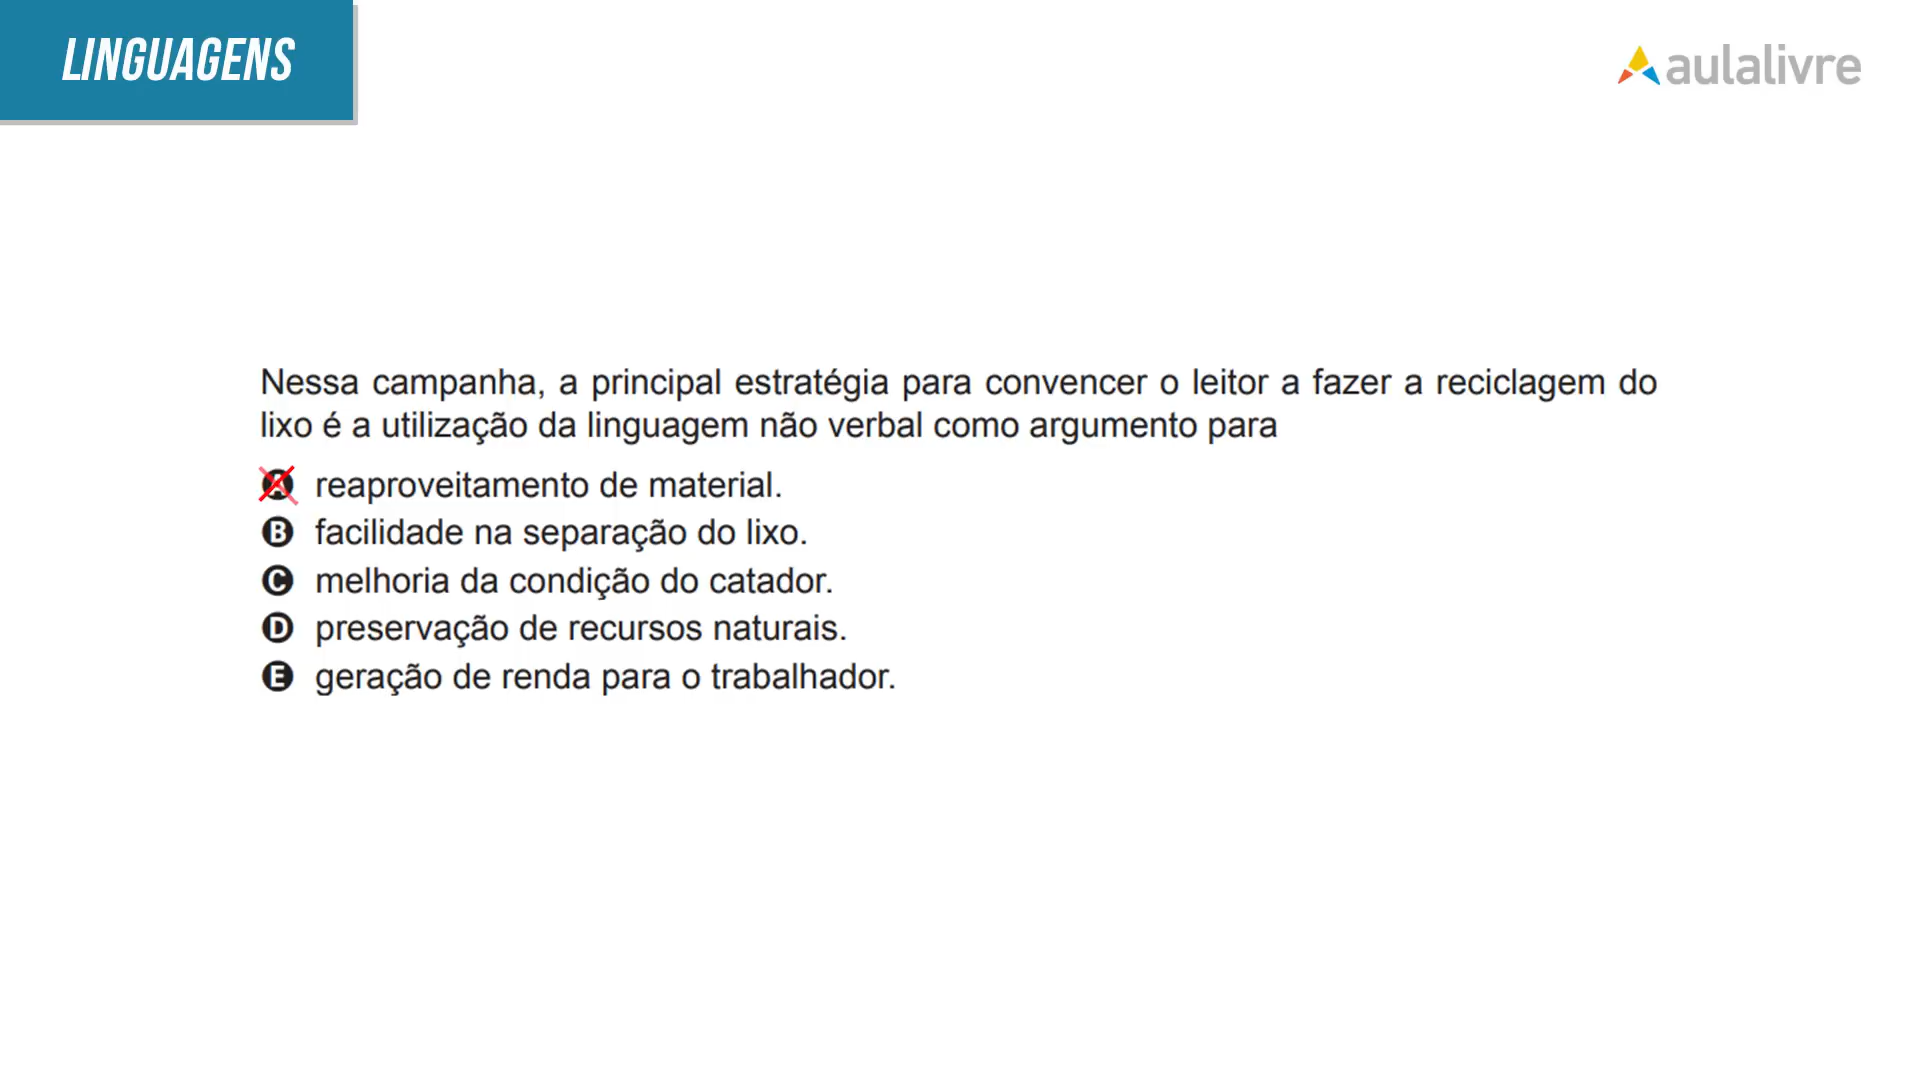 LINGUAGENS
aulalivre
Nessa campanha, a principal estratégia para convencer o leitor a fazer a reciclagem do
lixo é a utilização da linguagem não verbal como argumento para
A reaproveitamento de material.
B facilidade na separação do lixo.
C melhoria da condição do catador.
D preservação de recursos naturais.
E geração de renda para o trabalhador.